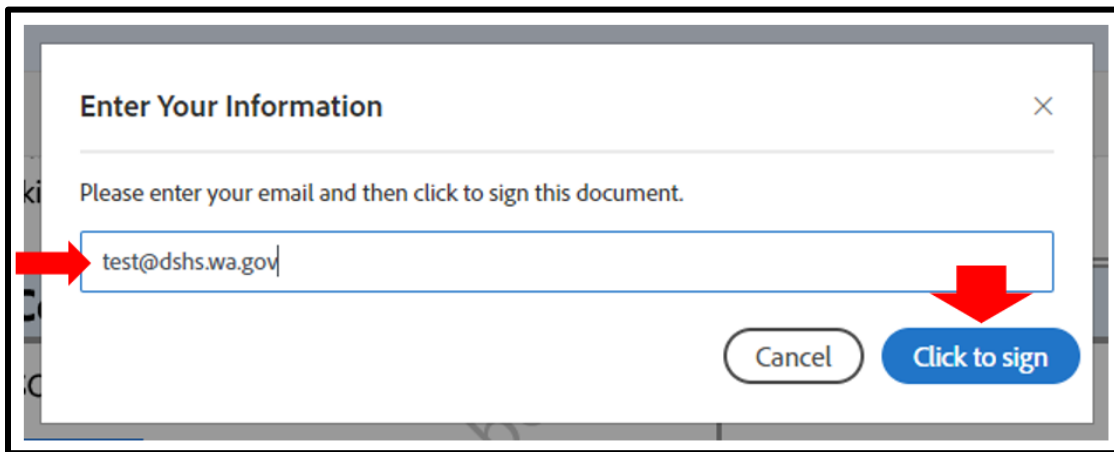 Enter Your Information
ki
Please enter your email and then click to sign this document.
test@dshs.wa.gov
Cancel
Click to sign